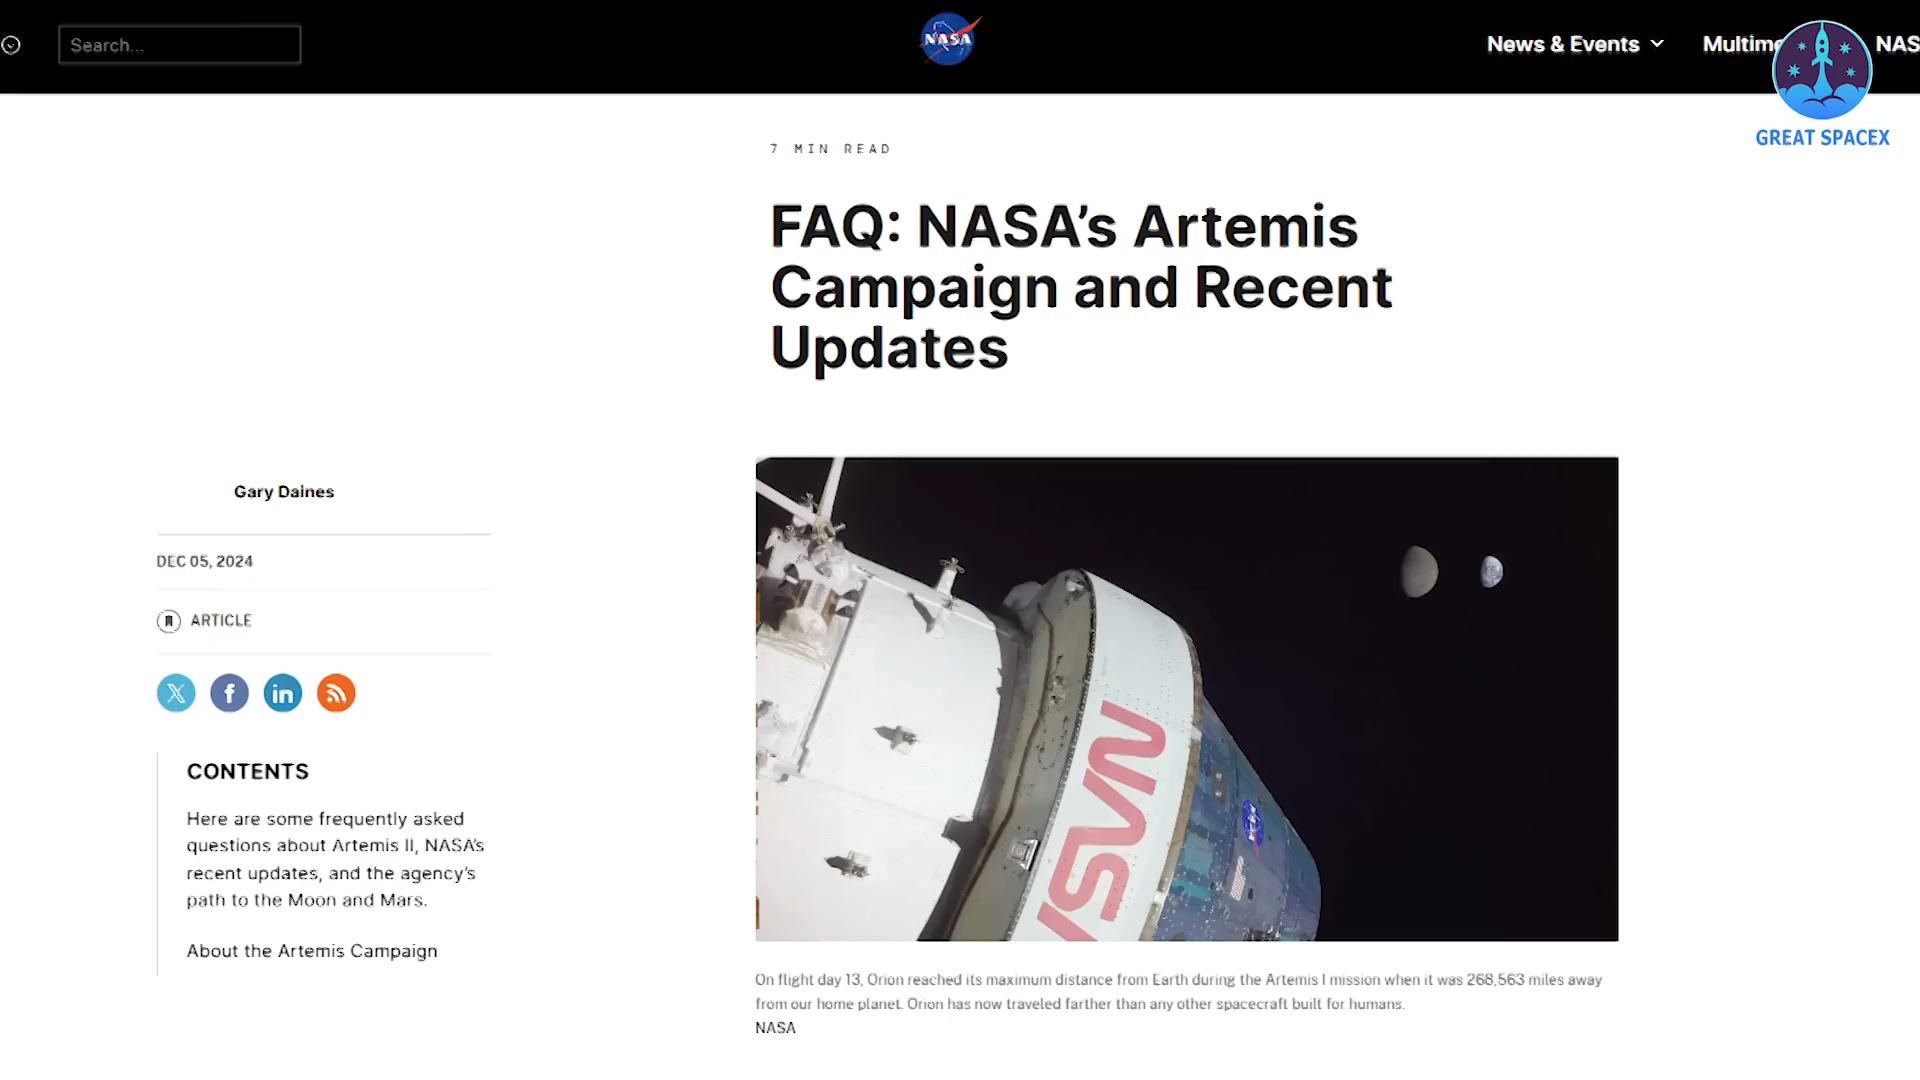 Search...
NASA
News & Events
Multime
NAS
GREAT SPACEX
7 MIN READ
FAQ: NASA’s Artemis
Campaign and Recent
Updates
Gary Daines
DEC 05, 2024
ARTICLE
CONTENTS
Here are some frequently asked
questions about Artemis II, NASA’s
recent updates, and the agency’s
path to the Moon and Mars.
About the Artemis Campaign
NASA
On flight day 13, Orion reached its maximum distance from Earth during the Artemis I mission when it was 268,563 miles away
from our home planet. Orion has now traveled farther than any other spacecraft built for humans.
NASA